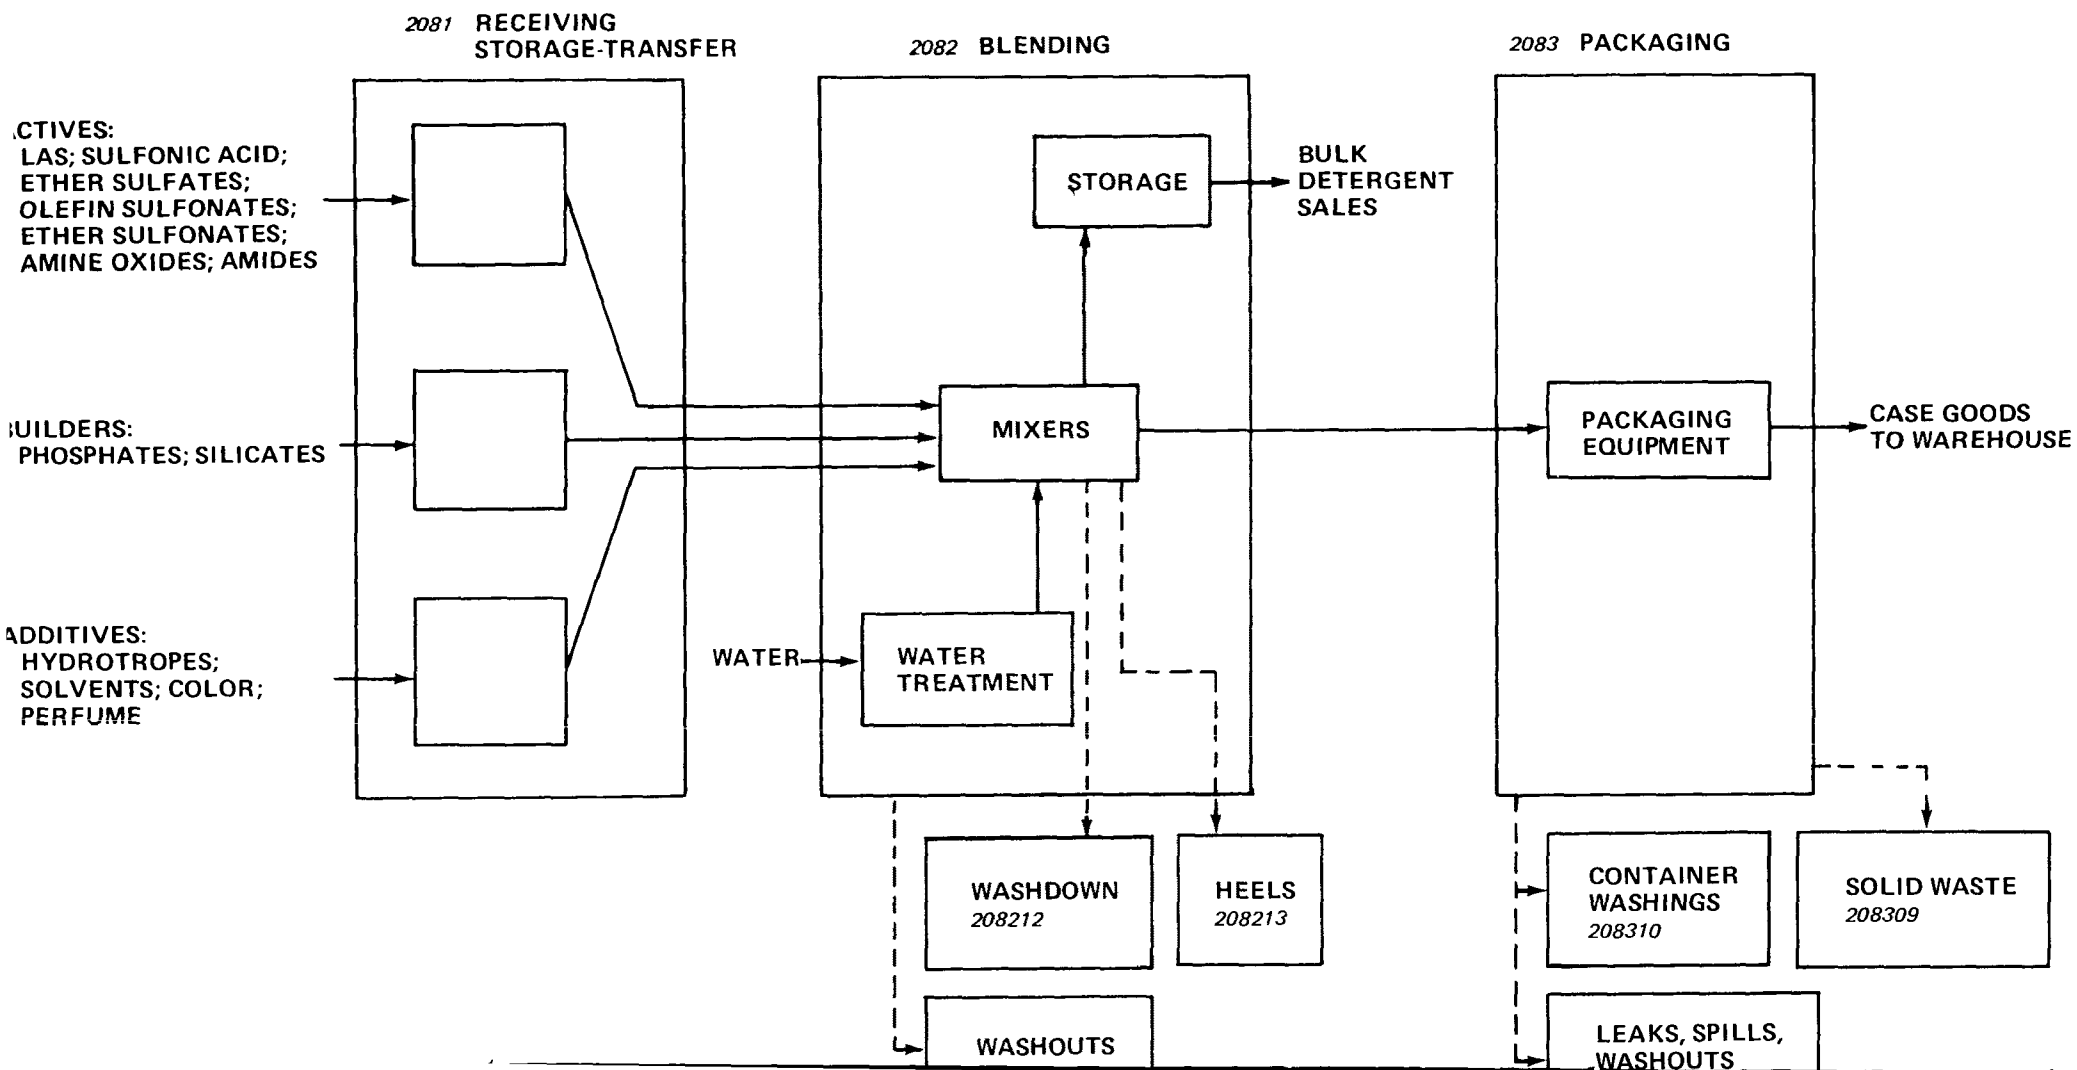 2081 RECEIVING
STORAGE-TRANSFER
2082 BLENDING
2083 PACKAGING
CTIVES:
LAS; SULFONIC ACID;
ETHER SULFATES;
OLEFIN SULFONATES;
ETHER SULFONATES;
AMINE OXIDES; AMIDES
STORAGE
BULK
DETERGENT
SALES
UILDERS:
PHOSPHATES; SILICATES
MIXERS
PACKAGING
EQUIPMENT
CASE GOODS
TO WAREHOUSE
ADDITIVES:
HYDROTROPES;
SOLVENTS; COLOR;
PERFUME
WATER
WATER
TREATMENT
WASHDOWN
208212
HEELS
208213
CONTAINER
WASHINGS
208310
SOLID WASTE
208309
WASHOUTS
LEAKS, SPILLS,
WASHOUTS